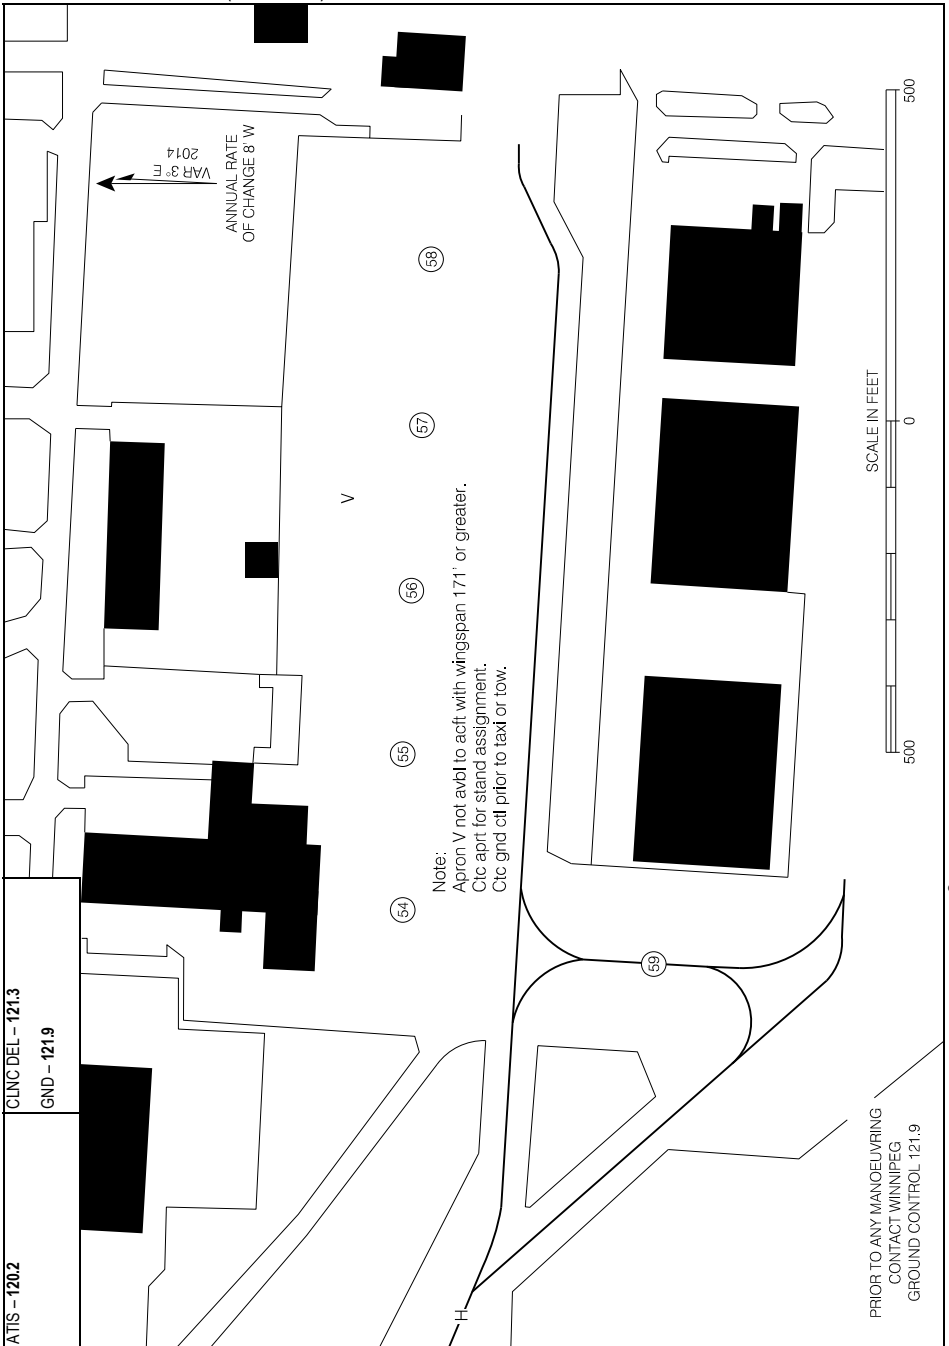 ATIS – 120.2
CLNC DEL – 121.3
GND – 121.9
VAR 3° E
2014
ANNUAL RATE
OF CHANGE 8' W
58
57
V
56
55
54
Note:
Apron V not avbl to acft with wingspan 171' or greater.
Ctc aprt for stand assignment.
Ctc gnd ctl prior to taxi or tow.
59
H
SCALE IN FEET
500
0
500
PRIOR TO ANY MANOEUVRING
CONTACT WINNIPEG
GROUND CONTROL 121.9